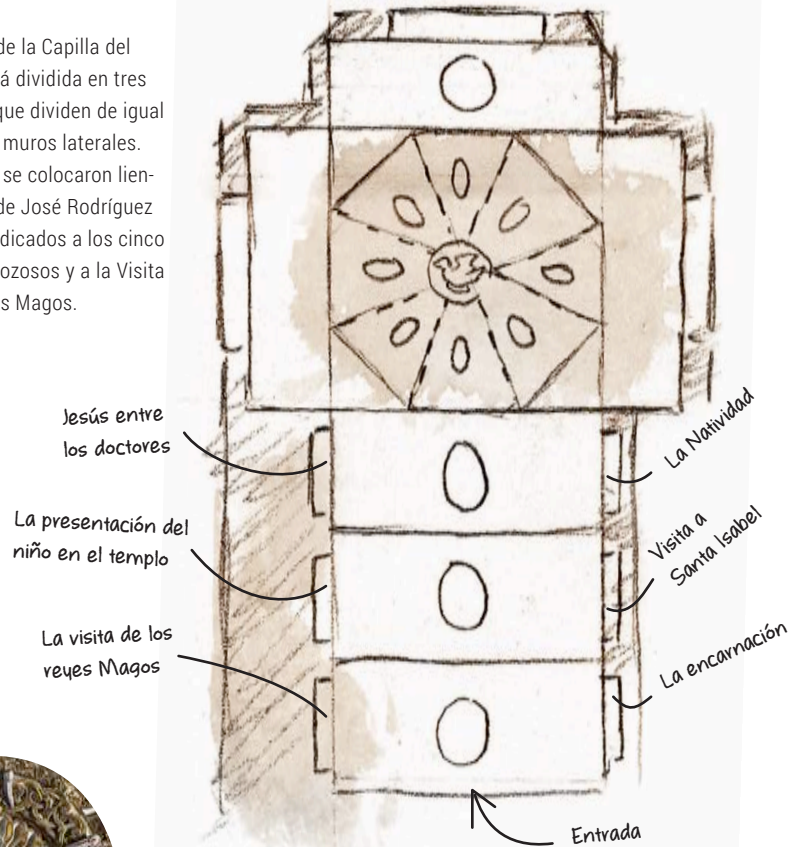 de la Capilla del
á dividida en tres
que dividen de igual
muros laterales.
se colocaron lien-
de José Rodríguez
dicados a los cinco
ozosos y a la Visita
s Magos.
Jesús entre
los doctores
La Natividad
La presentación del
niño en el templo
Visita a
Santa Isabel
La visita de los
reyes Magos
La encarnación
Entrada